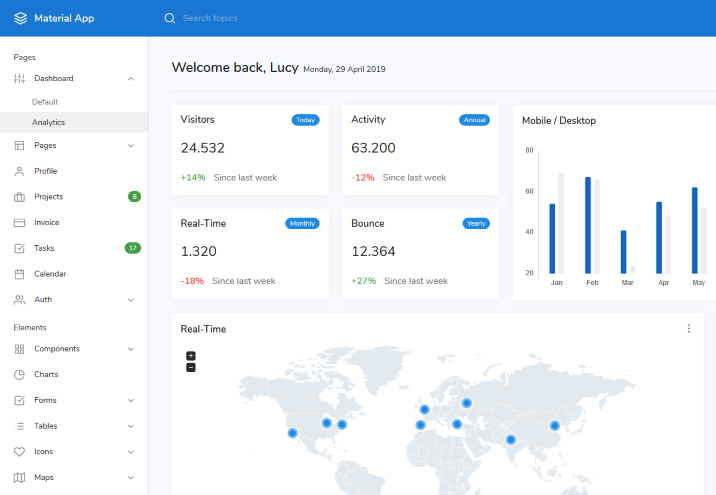 Material App
Search topics
Pages
Dashboard
Default
Analytics
Pages
Profile
Projects 8
Invoice
Tasks 17
Calendar
Auth
Elements
Components
Charts
Forms
Tables
Icons
Maps
Welcome back, Lucy Monday, 29 April 2019
Visitors Today
24.532
+14% Since last week
Activity Annual
63.200
-12% Since last week
Real-Time Monthly
1.320
-18% Since last week
Bounce Yearly
12.364
+27% Since last week
Mobile / Desktop
80
60
40
20
Jan Feb Mar Apr May
Real-Time
+
−